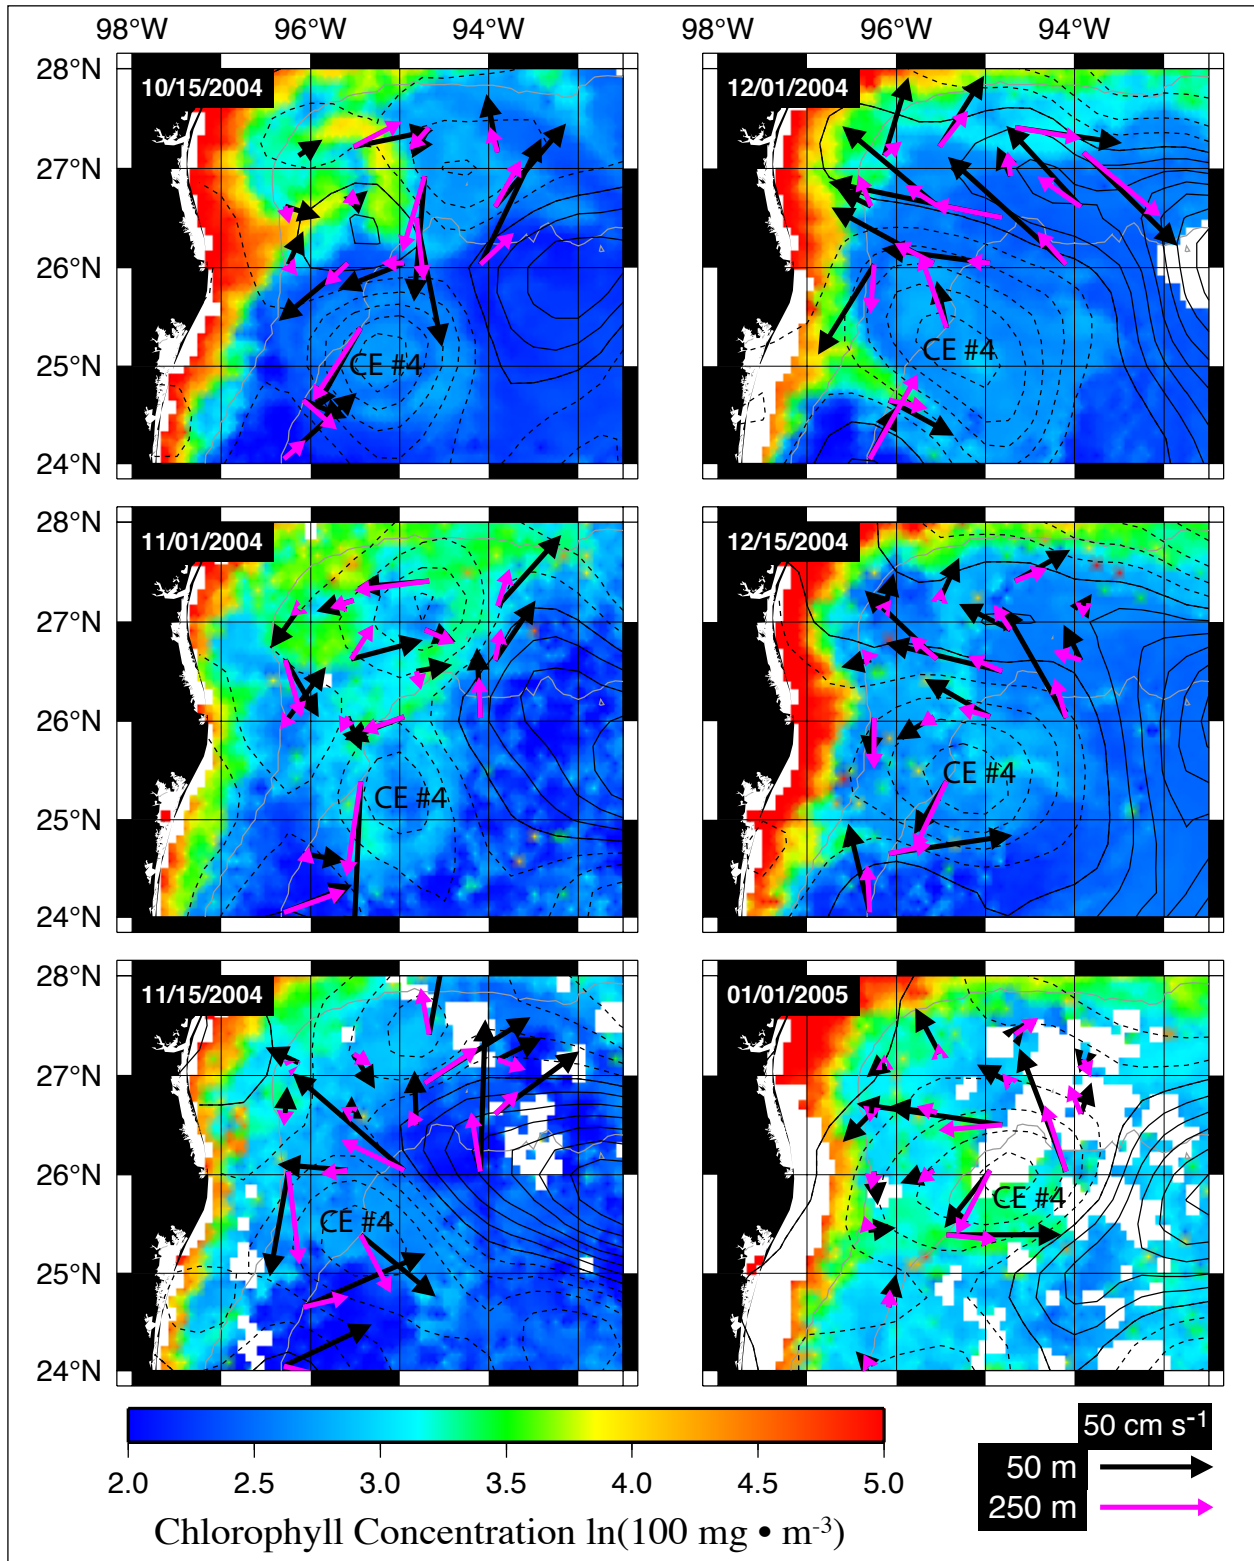 98°W 96°W 94°W 98°W 96°W 94°W
28°N
10/15/2004 12/01/2004
27°N
26°N
25°N
CE #4 CE #4
24°N
28°N
11/01/2004 12/15/2004
27°N
26°N
CE #4 CE #4
25°N
24°N
28°N
11/15/2004 01/01/2005
27°N
26°N
CE #4 CE #4
25°N
24°N
50 cm s-1
50 m
250 m
2.0 2.5 3.0 3.5 4.0 4.5 5.0
Chlorophyll Concentration ln(100 mg • m-3)